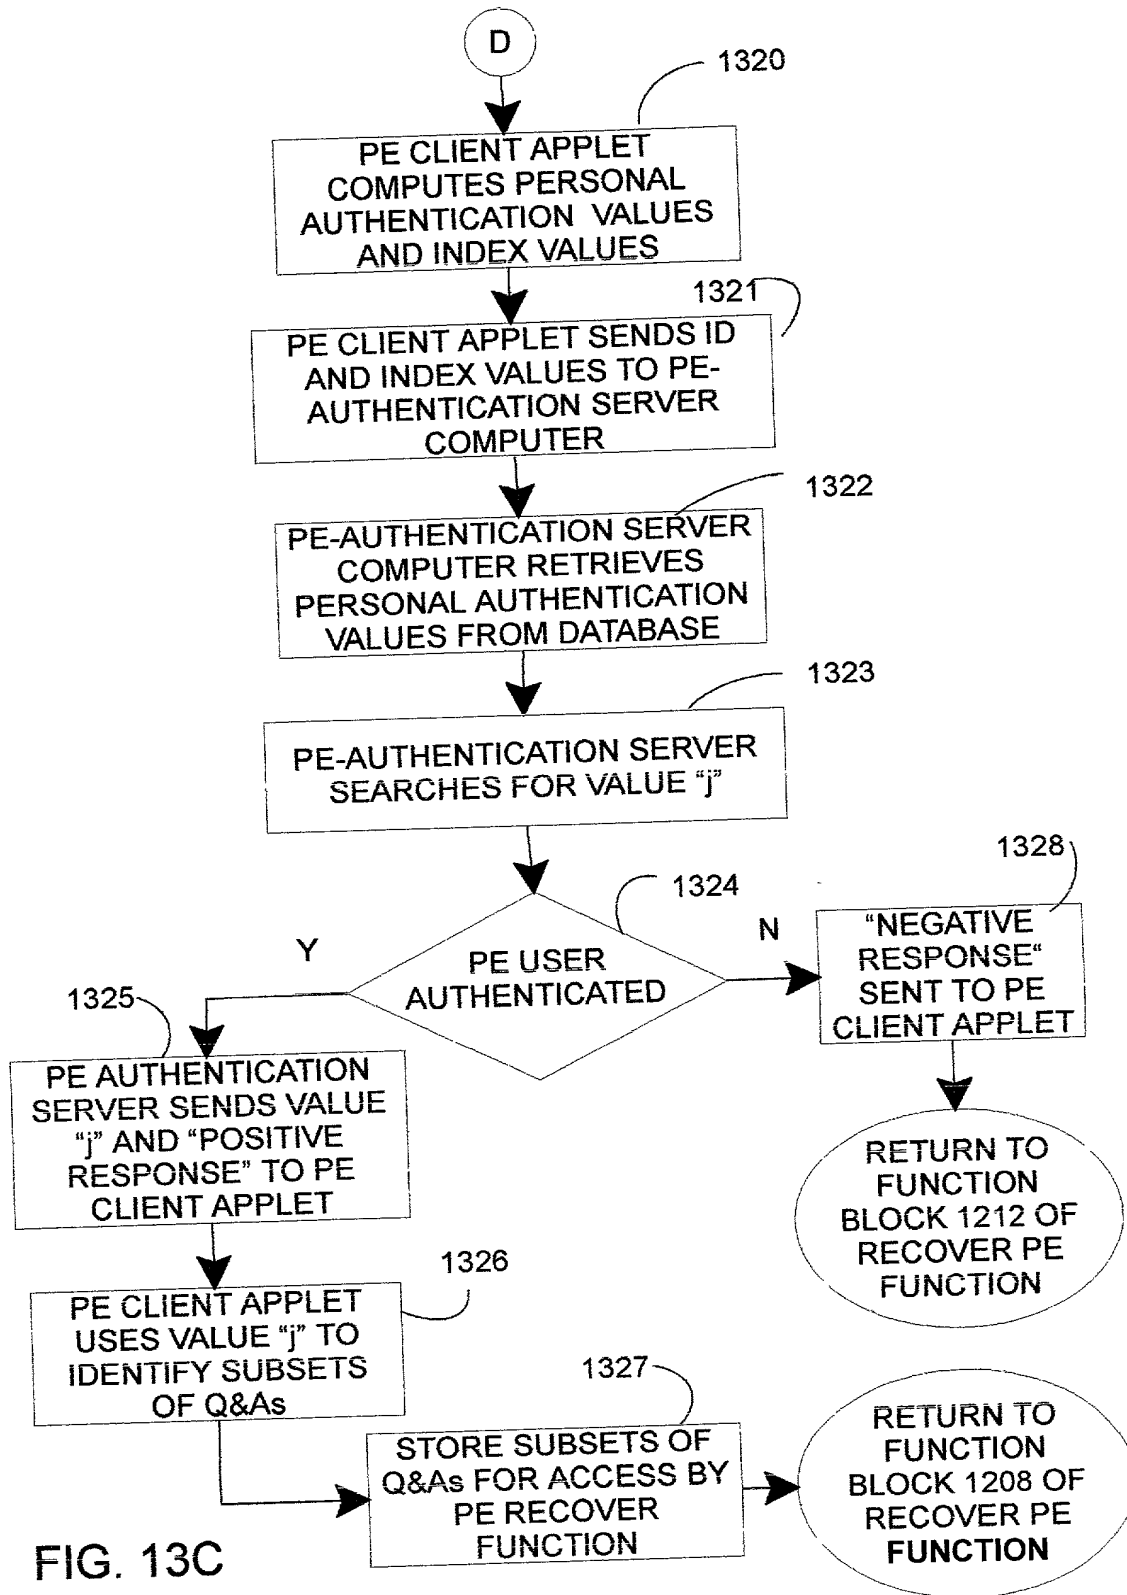 D
1320
PE CLIENT APPLET
COMPUTES PERSONAL
AUTHENTICATION VALUES
AND INDEX VALUES
1321
PE CLIENT APPLET SENDS ID
AND INDEX VALUES TO PE-
AUTHENTICATION SERVER
COMPUTER
1322
PE-AUTHENTICATION SERVER
COMPUTER RETRIEVES
PERSONAL AUTHENTICATION
VALUES FROM DATABASE
1323
PE-AUTHENTICATION SERVER
SEARCHES FOR VALUE “j”
1324
PE USER
AUTHENTICATED
Y
N
1328
“NEGATIVE
RESPONSE“
SENT TO PE
CLIENT APPLET
RETURN TO
FUNCTION
BLOCK 1212 OF
RECOVER PE
FUNCTION
1325
PE AUTHENTICATION
SERVER SENDS VALUE
“j” AND “POSITIVE
RESPONSE” TO PE
CLIENT APPLET
1326
PE CLIENT APPLET
USES VALUE “j” TO
IDENTIFY SUBSETS
OF Q&As
1327
STORE SUBSETS OF
Q&As FOR ACCESS BY
PE RECOVER
FUNCTION
RETURN TO
FUNCTION
BLOCK 1208 OF
RECOVER PE
FUNCTION
FIG. 13C